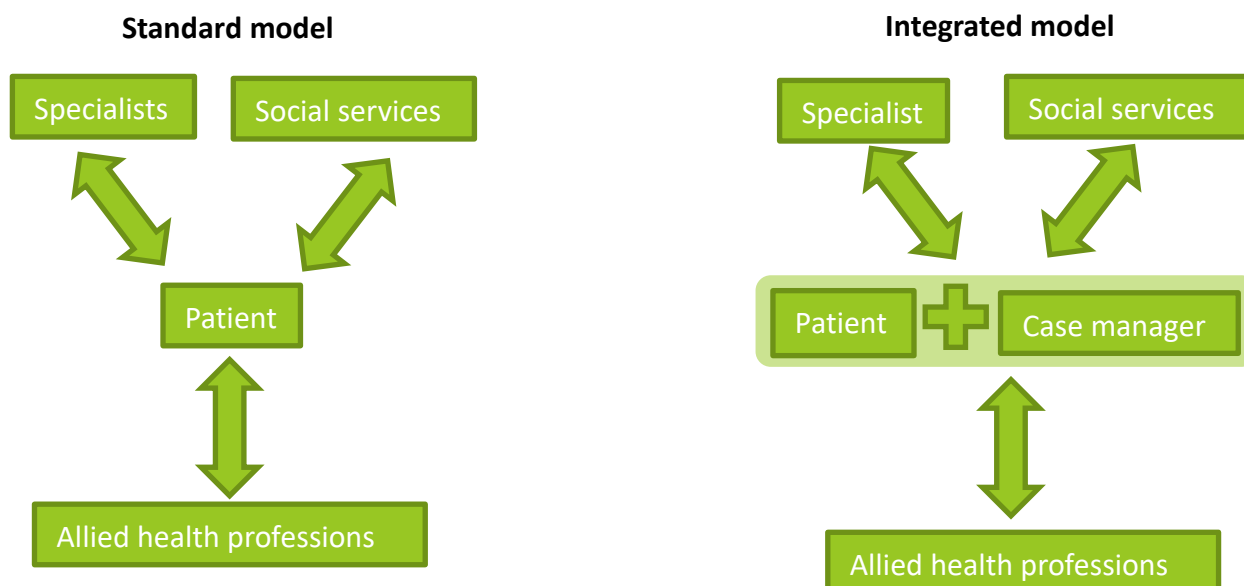 Standard model
Specialists
Social services
Patient
Allied health professions
Integrated model
Specialist
Social services
Patient
Case manager
Allied health professions